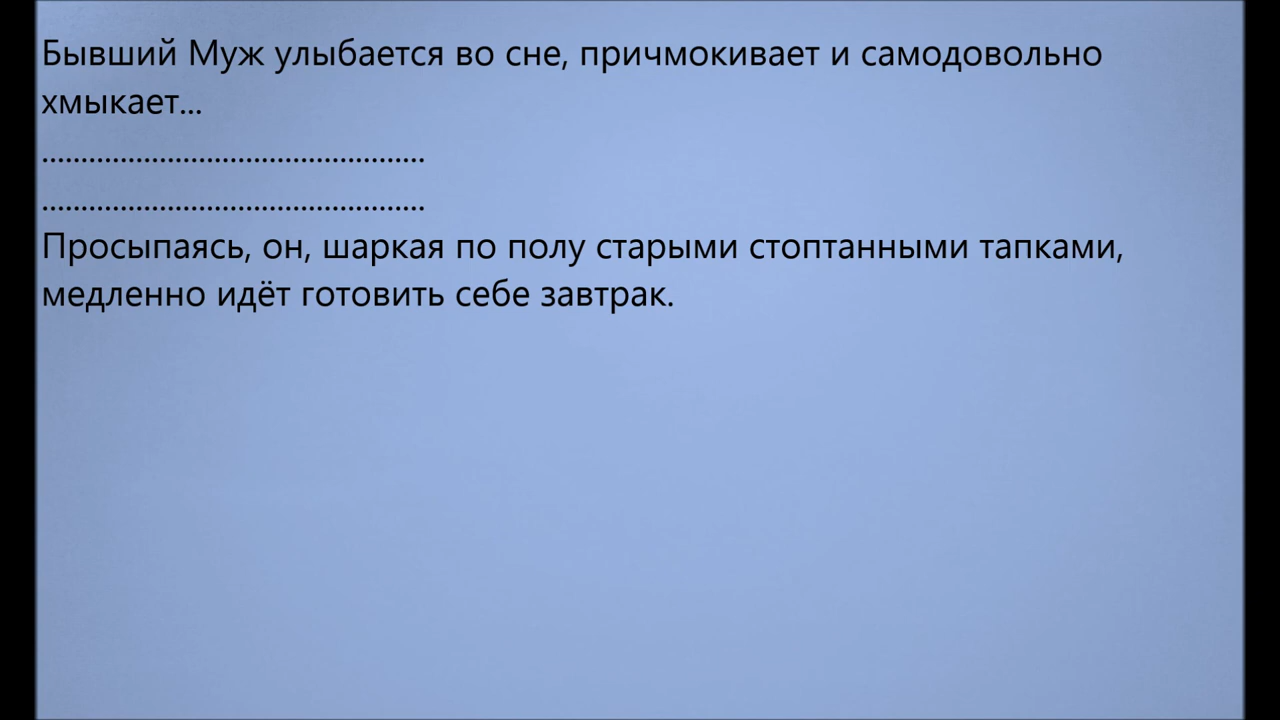 Бывший Муж улыбается во сне, причмокивает и самодовольно
хмыкает...
.................................................
.................................................
Просыпаясь, он, шаркая по полу старыми стоптанными тапками,
медленно идёт готовить себе завтрак.